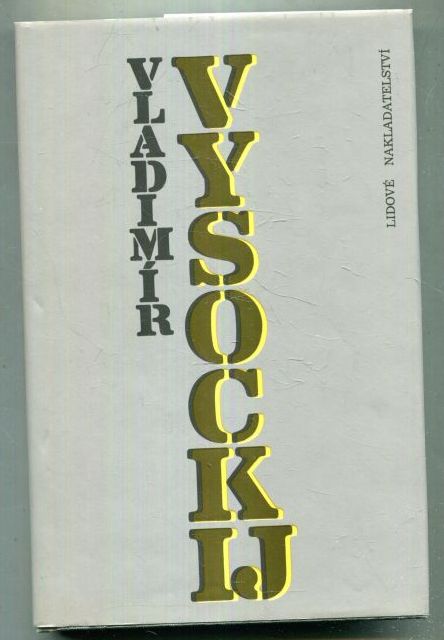 VLADIMÍR
VYSOCKIJ
LIDOVÉ NAKLADATELSTVÍ